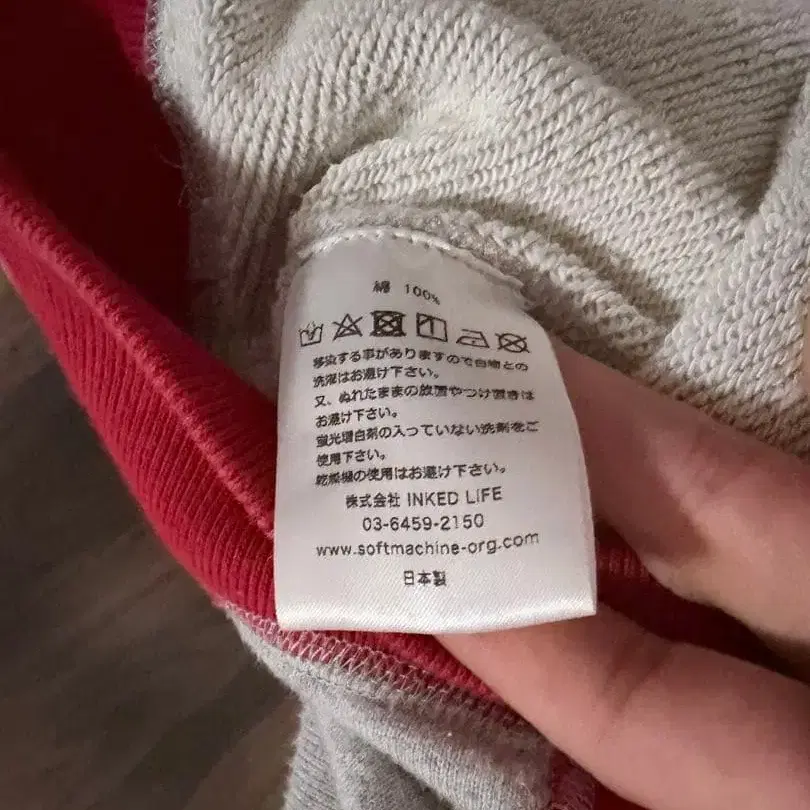 綿 100%
移染する事がありますので白物との
洗濯はお避け下さい。
又、ぬれたままの放置やつけ置きは
お避け下さい。
蛍光増白剤の入っていない洗剤をご
使用下さい。
乾燥機の使用はお避け下さい。
株式会社 INKED LIFE
03-6459-2150
www.softmachine-org.com
日本製